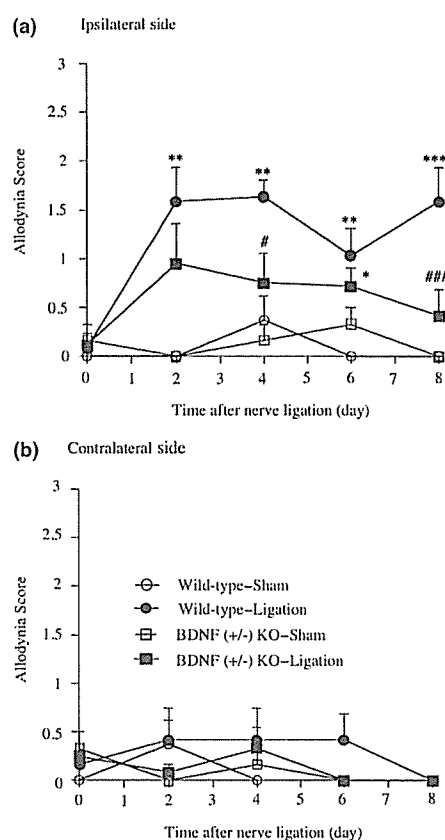 (a) Ipsilateral side
3
2.5
2
1.5
1
0.5
0
Allodynia Score
** ** ** ***
# * ###
0 1 2 3 4 5 6 7 8
Time after nerve ligation (day)
(b) Contralateral side
3
2.5
2
1.5
1
0.5
0
Allodynia Score
Wild-type–Sham
Wild-type–Ligation
BDNF (+/-) KO–Sham
BDNF (+/-) KO–Ligation
0 1 2 3 4 5 6 7 8
Time after nerve ligation (day)